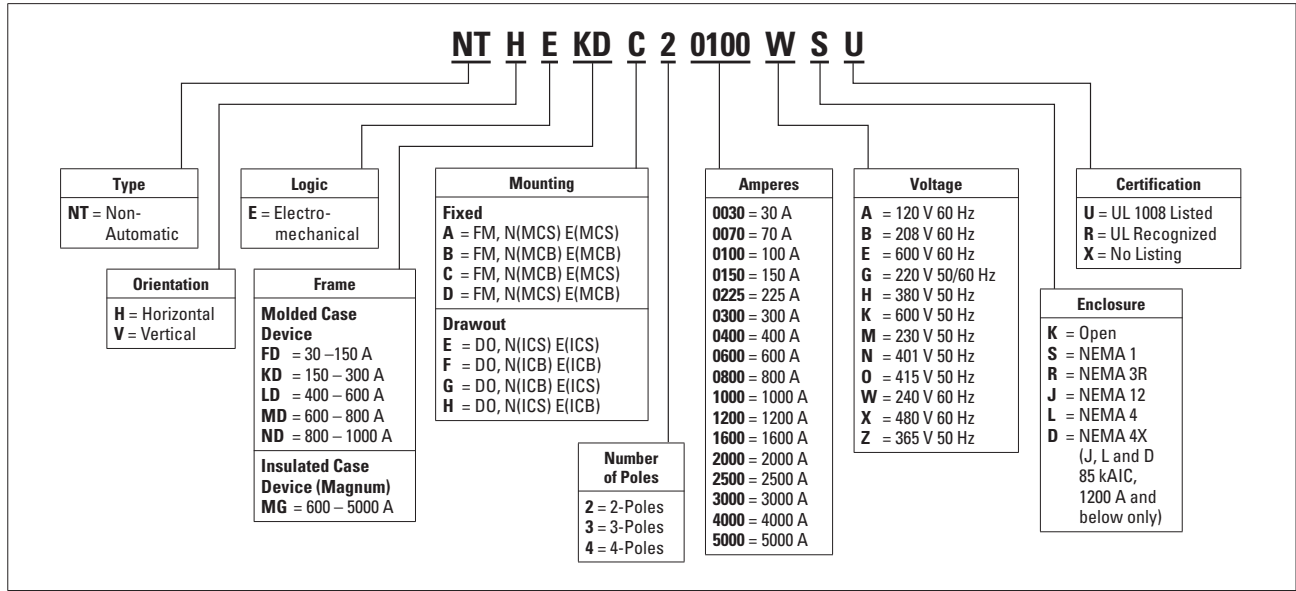 NT H E KD C 2 0100 W S U
Type
NT = Non-
Automatic
Orientation
H = Horizontal
V = Vertical
Logic
E = Electro-
mechanical
Frame
Molded Case
Device
FD = 30 –150 A
KD = 150 – 300 A
LD = 400 – 600 A
MD = 600 – 800 A
ND = 800 – 1000 A
Insulated Case
Device (Magnum)
MG = 600 – 5000 A
Mounting
Fixed
A = FM, N(MCS) E(MCS)
B = FM, N(MCB) E(MCB)
C = FM, N(MCB) E(MCS)
D = FM, N(MCS) E(MCB)
Drawout
E = DO, N(ICS) E(ICS)
F = DO, N(ICB) E(ICB)
G = DO, N(ICB) E(ICS)
H = DO, N(ICS) E(ICB)
Number
of Poles
2 = 2-Poles
3 = 3-Poles
4 = 4-Poles
Amperes
0030 = 30 A
0070 = 70 A
0100 = 100 A
0150 = 150 A
0225 = 225 A
0300 = 300 A
0400 = 400 A
0600 = 600 A
0800 = 800 A
1000 = 1000 A
1200 = 1200 A
1600 = 1600 A
2000 = 2000 A
2500 = 2500 A
3000 = 3000 A
4000 = 4000 A
5000 = 5000 A
Voltage
A = 120 V 60 Hz
B = 208 V 60 Hz
E = 600 V 60 Hz
G = 220 V 50/60 Hz
H = 380 V 50 Hz
K = 600 V 50 Hz
M = 230 V 50 Hz
N = 401 V 50 Hz
O = 415 V 50 Hz
W = 240 V 60 Hz
X = 480 V 60 Hz
Z = 365 V 50 Hz
Certification
U = UL 1008 Listed
R = UL Recognized
X = No Listing
Enclosure
K = Open
S = NEMA 1
R = NEMA 3R
J = NEMA 12
L = NEMA 4
D = NEMA 4X
(J, L and D
85 kAIC,
1200 A and
below only)